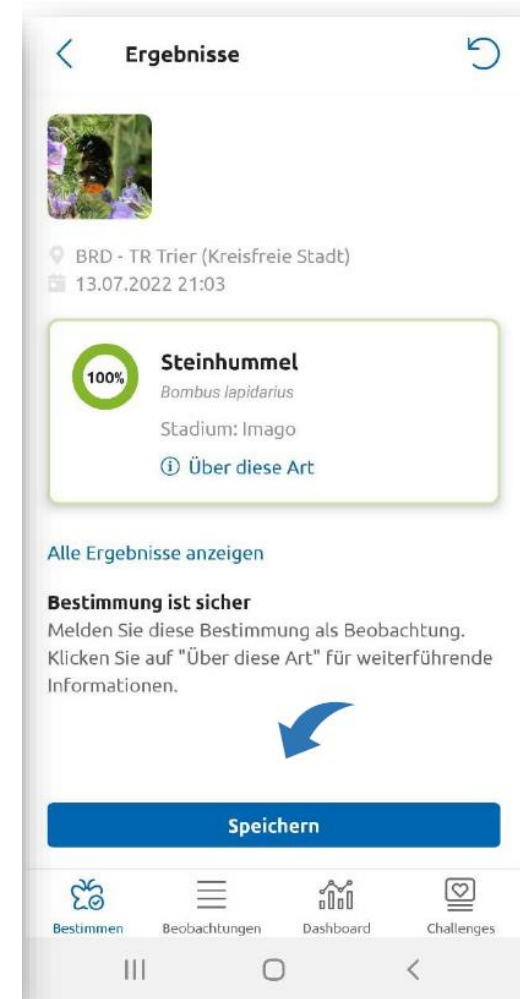 Ergebnisse
BRD - TR Trier (Kreisfreie Stadt)
13.07.2022 21:03
100%
Steinhummel
Bombus lapidarius
Stadium: Imago
Über diese Art
Alle Ergebnisse anzeigen
Bestimmung ist sicher
Melden Sie diese Bestimmung als Beobachtung.
Klicken Sie auf "Über diese Art" für weiterführende
Informationen.
Speichern
Bestimmen Beobachtungen Dashboard Challenges